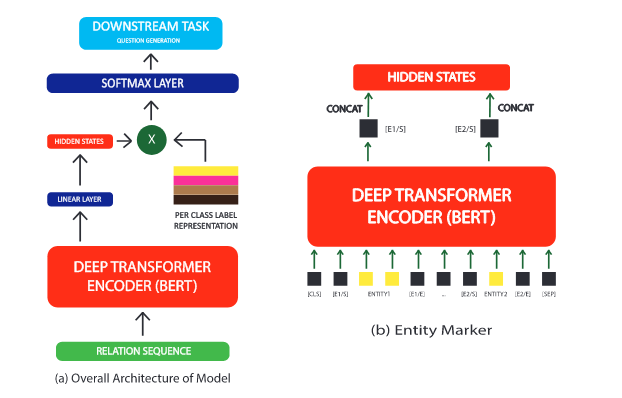 DOWNSTREAM TASK
QUESTION GENERATION
SOFTMAX LAYER
HIDDEN STATES
X
LINEAR LAYER
PER CLASS LABEL
REPRESENTATION
DEEP TRANSFORMER
ENCODER (BERT)
RELATION SEQUENCE
(a) Overall Architecture of Model
HIDDEN STATES
CONCAT
CONCAT
[E1/S]
[E2/S]
DEEP TRANSFORMER
ENCODER (BERT)
[CLS] [E1/S] ENTITY1 [E1/E] ... [E2/S] ENTITY2 [E2/E] [SEP]
(b) Entity Marker